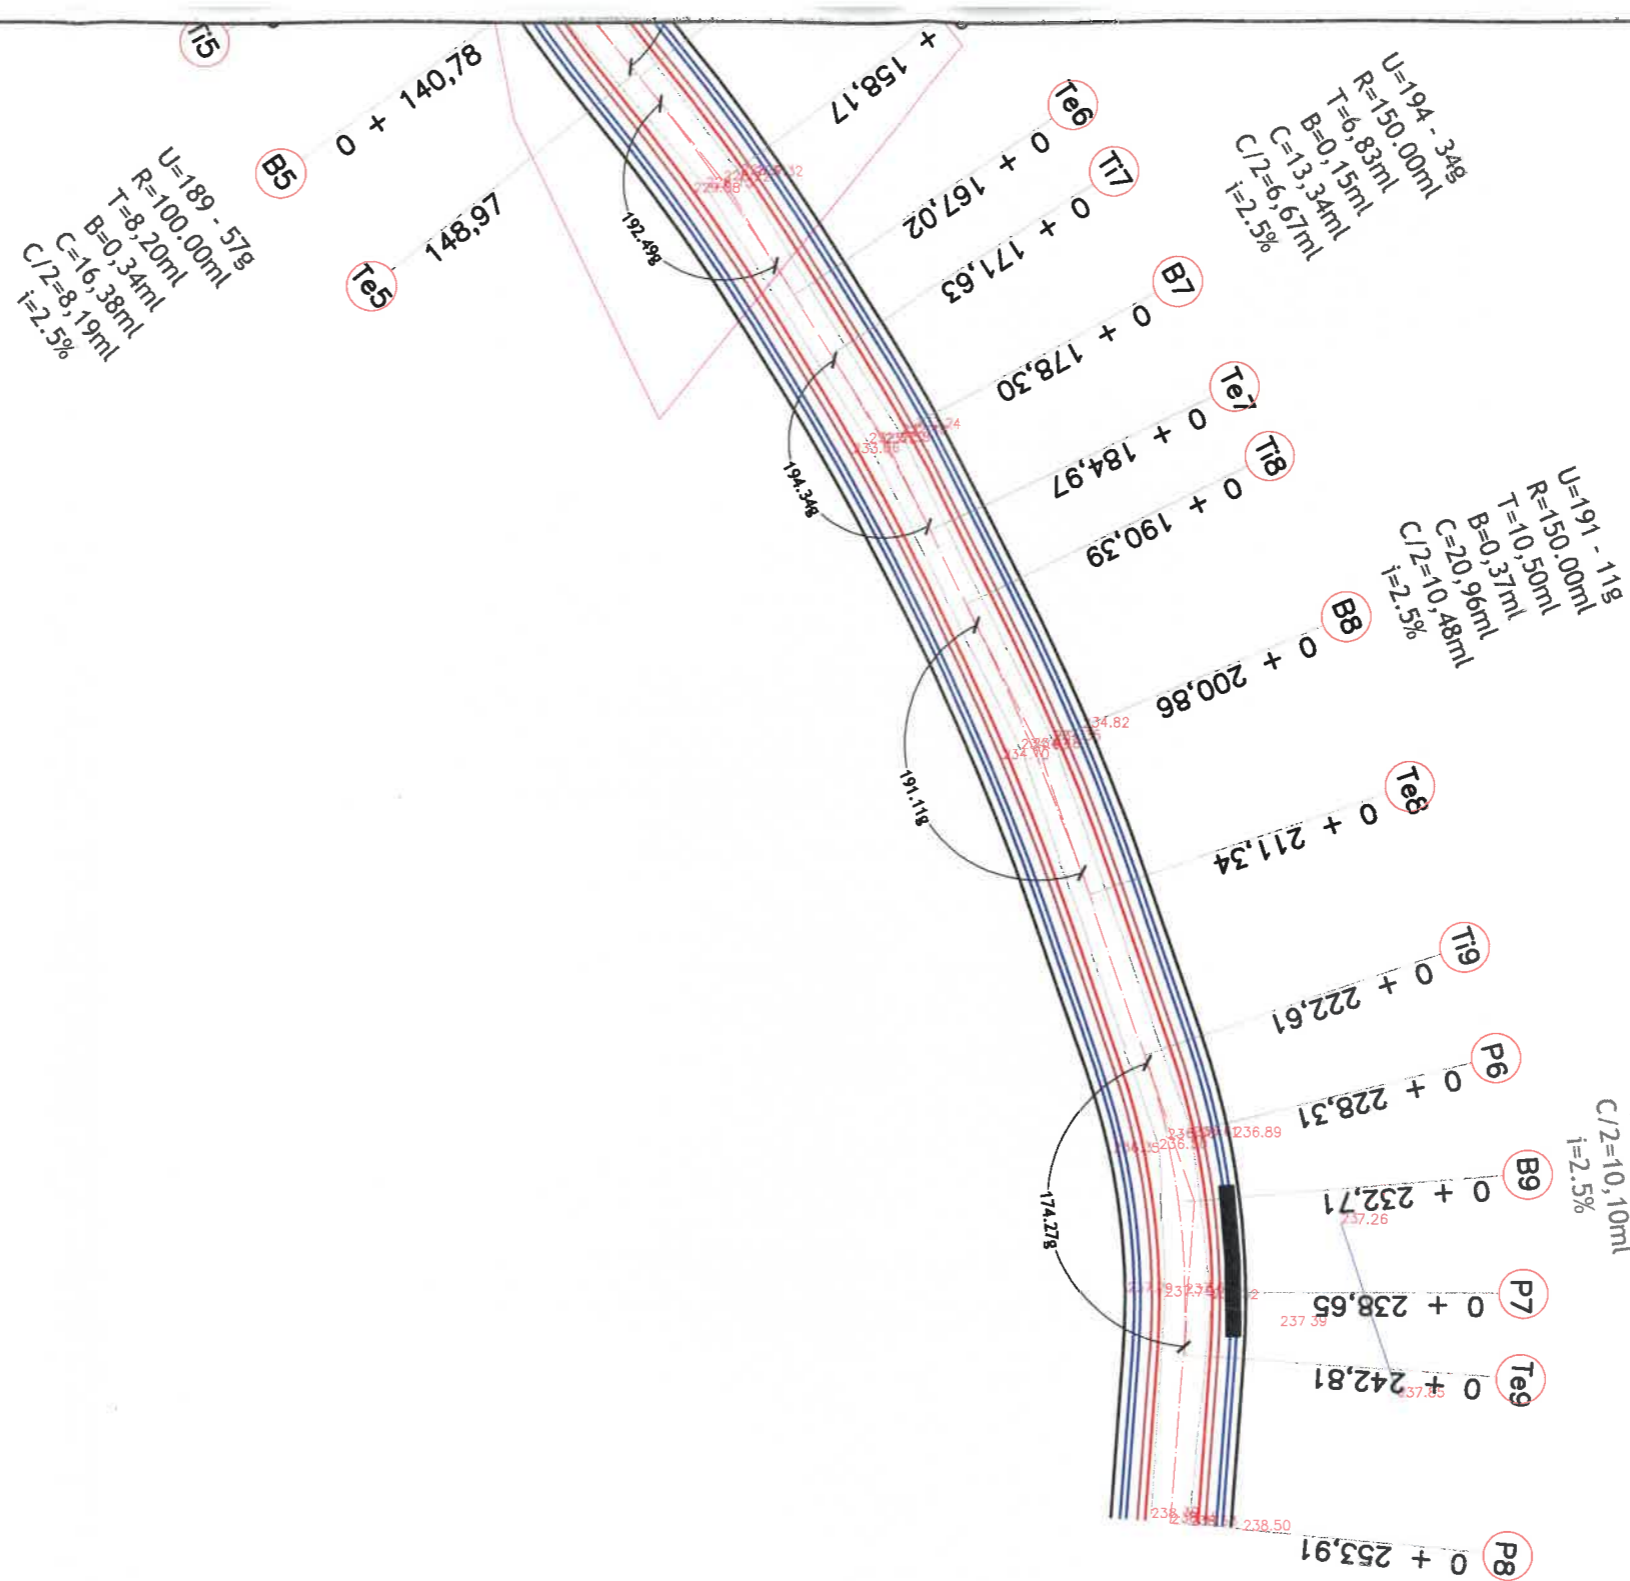 Ti5
B5
0 + 140,78
U=189 - 57g
R=100.00ml
T=8,20ml
B=0,34ml
C=16,38ml
C/2=8,19ml
i=2.5%
Te5
148,97
+ 158,17
192.49g
Te6
0 + 167,02
Ti7
0 + 171,63
U=194 - 34g
R=150.00ml
T=6,83ml
B=0,15ml
C=13,34ml
C/2=6,67ml
i=2.5%
B7
0 + 178,30
194.34g
Te7
0 + 184,97
Ti8
0 + 190,39
U=191 - 11g
R=150.00ml
T=10,50ml
B=0,37ml
C=20,96ml
C/2=10,48ml
i=2.5%
B8
0 + 200,86
234.82
234.70
191.11g
Te8
0 + 211,34
Ti9
0 + 222,61
P6
0 + 228,31
236.89
C/2=10,10ml
i=2.5%
B9
0 + 232,71
237.26
174.27g
P7
0 + 238,65
237.39
Te9
0 + 242,81
237.85
238.50
P8
0 + 253,91